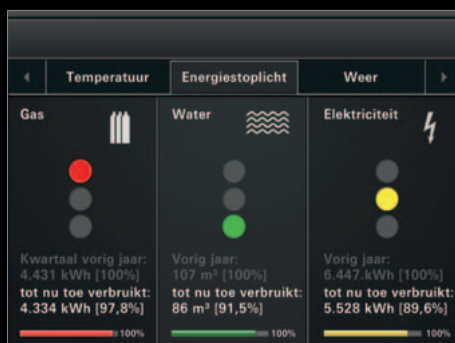 Temperatuur
Energiestoplicht
Weer
Gas
Kwartaal vorig jaar:
4.431 kWh [100%]
tot nu toe verbruikt:
4.334 kWh [97,8%]
100%
Water
Vorig jaar:
107 m³ [100%]
tot nu toe verbruikt:
86 m³ [91,5%]
100%
Elektriciteit
Vorig jaar:
6.447.kWh [100%]
tot nu toe verbruikt:
5.528 kWh [89,6%]
100%